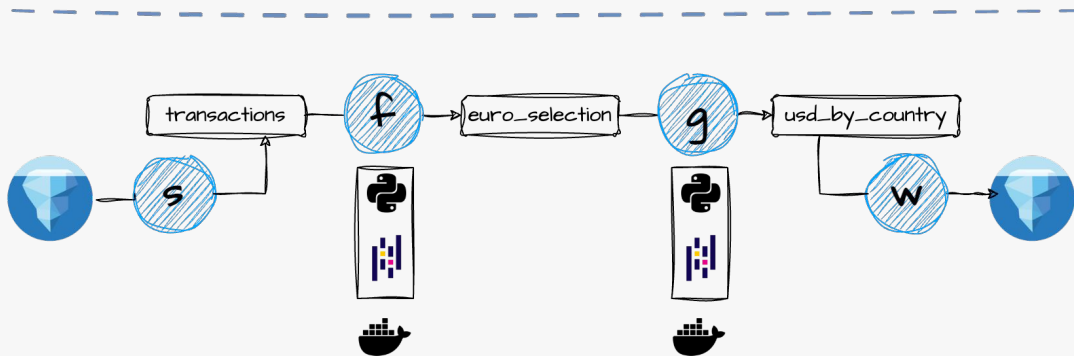 transactions
f
euro_selection
g
usd_by_country
s
w